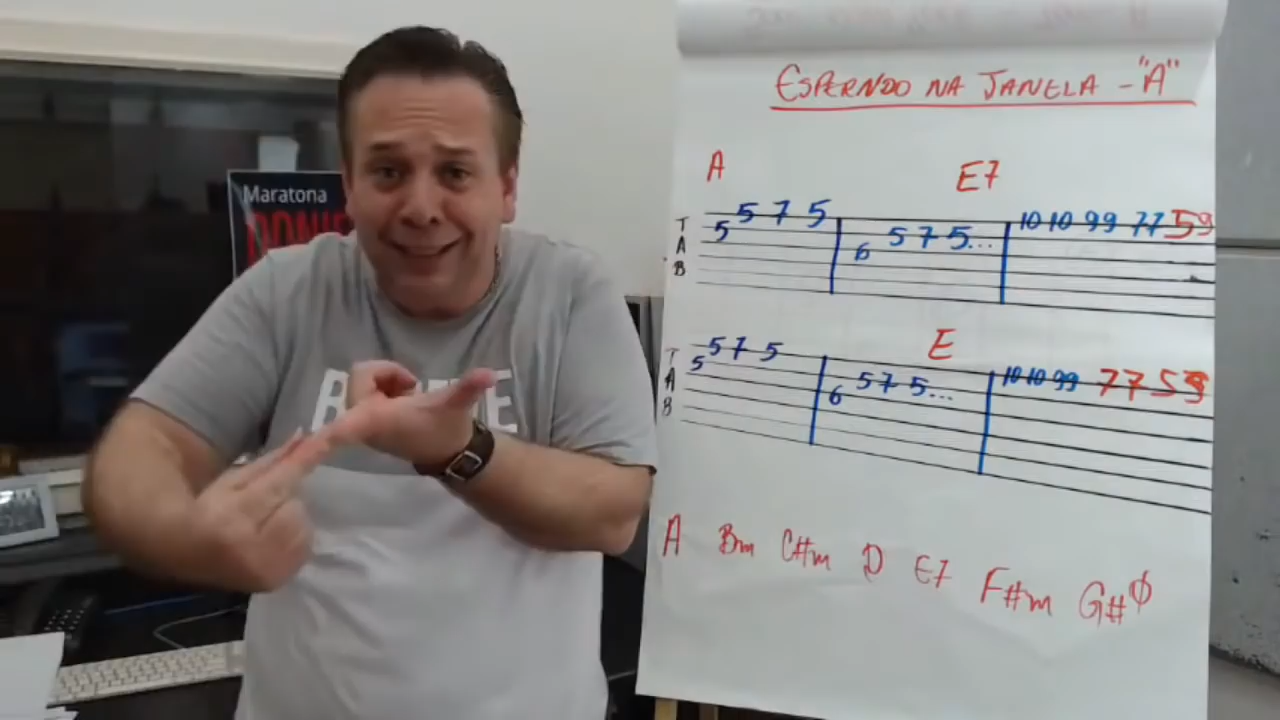 ESPERNDO NA JANELA - "A"
Maratona
A E7
T A B
5 5 7 5 6 5 7 5... 10 10 9 9 7 7 5 9
E
T A B
5 5 7 5 6 5 7 5... 10 10 9 9 7 7 5 9
A Bm C#m D E7 F#m G#Ø